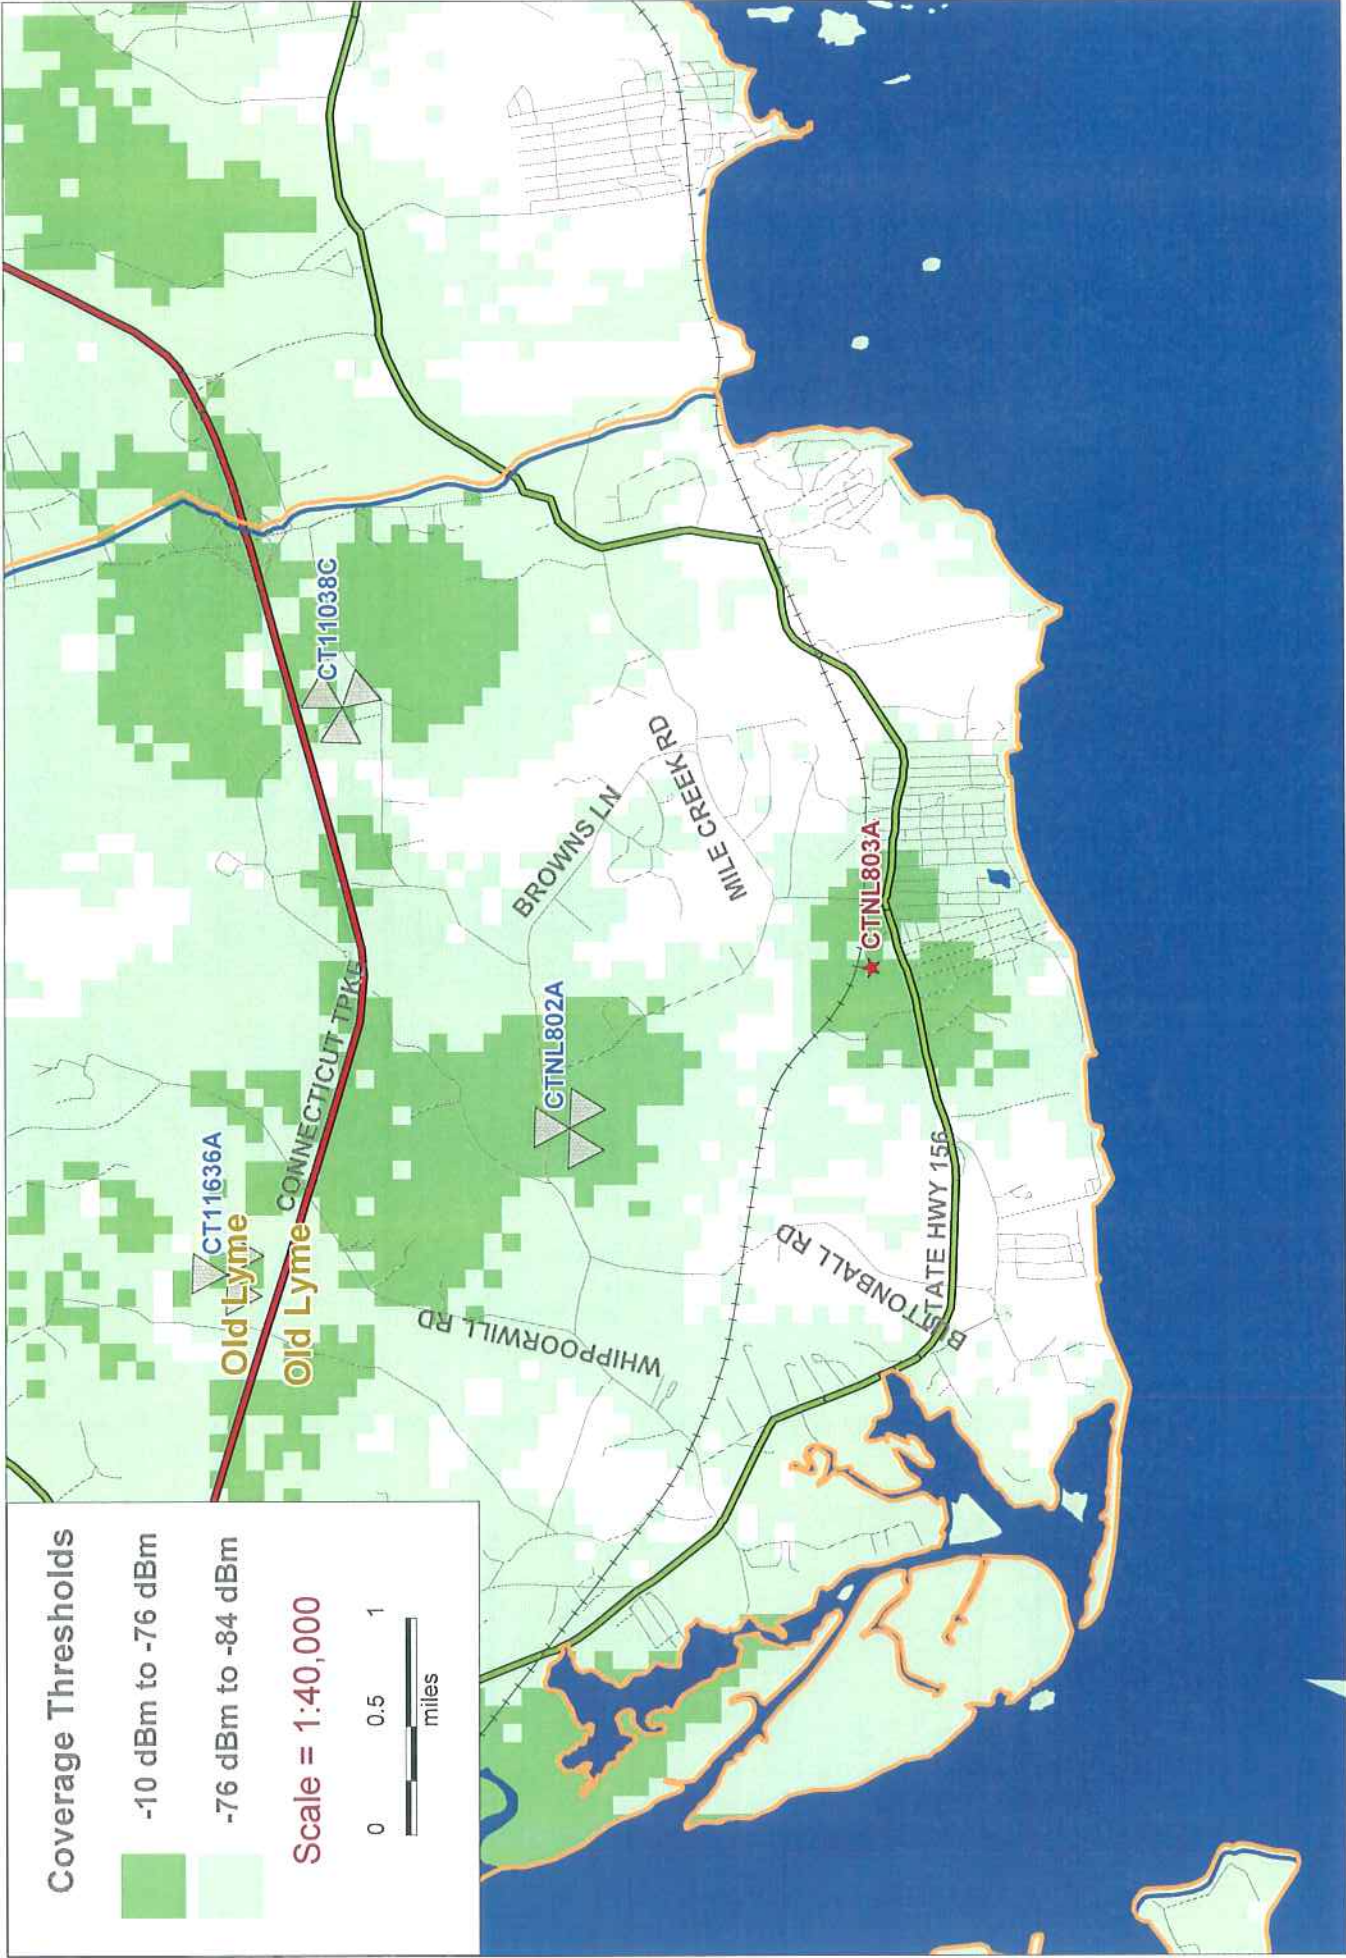 Coverage Thresholds
-10 dBm to -76 dBm
-76 dBm to -84 dBm
Scale = 1:40,000
0 0.5 1
miles
CT11636A
Old Lyme
Old Lyme
CONNECTICUT TPKE
CT11038C
CTNL802A
BROWNS LN
MILE CREEK RD
WHIPPOORWILL RD
CTNL803A
BUTTONBALL RD
STATE HWY 156